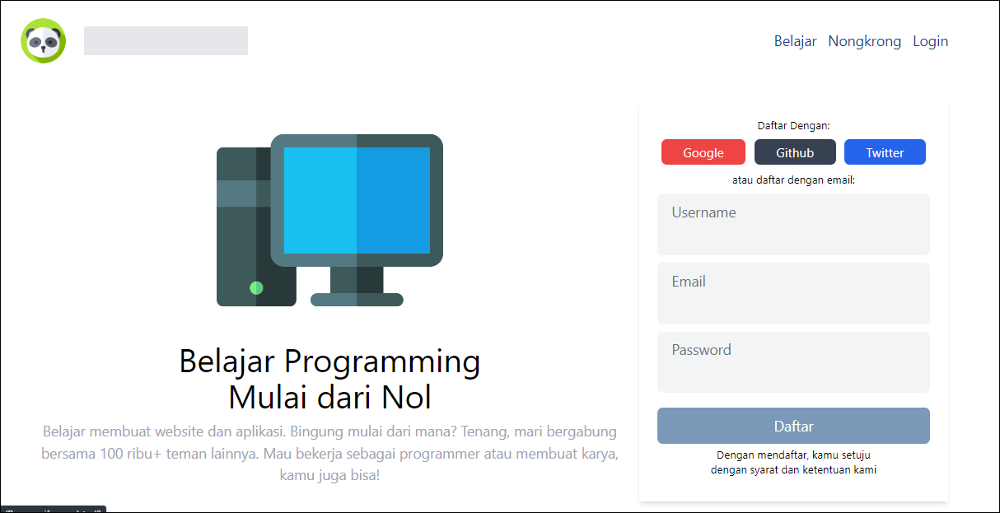 Belajar Nongkrong Login
Daftar Dengan:
Google Github Twitter
atau daftar dengan email:
Username
Email
Password
Daftar
Dengan mendaftar, kamu setuju
dengan syarat dan ketentuan kami
Belajar Programming
Mulai dari Nol
Belajar membuat website dan aplikasi. Bingung mulai dari mana? Tenang, mari bergabung
bersama 100 ribu+ teman lainnya. Mau bekerja sebagai programmer atau membuat karya,
kamu juga bisa!